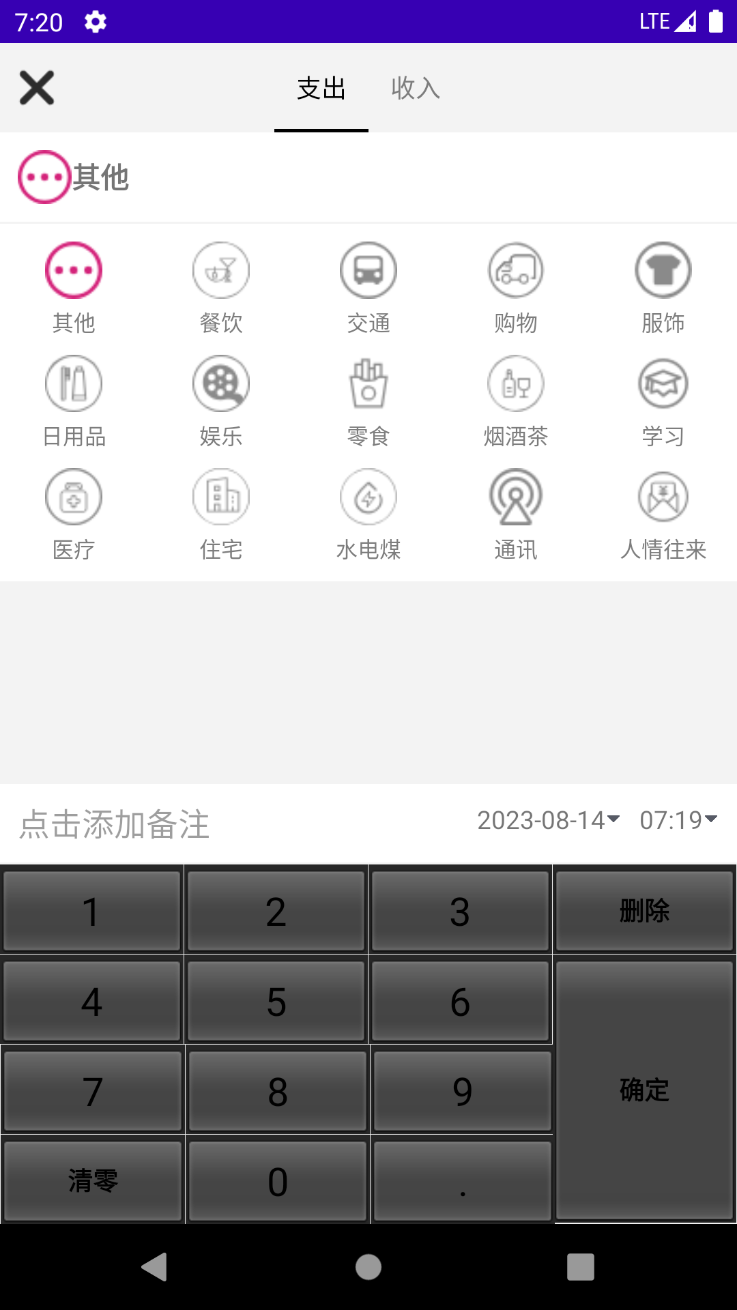 7:20 LTE
支出 收入
其他
其他 餐饮 交通 购物 服饰
日用品 娱乐 零食 烟酒茶 学习
医疗 住宅 水电煤 通讯 人情往来
点击添加备注 2023-08-14 07:19
1 2 3 删除
4 5 6
确定
7 8 9
清零 0 .